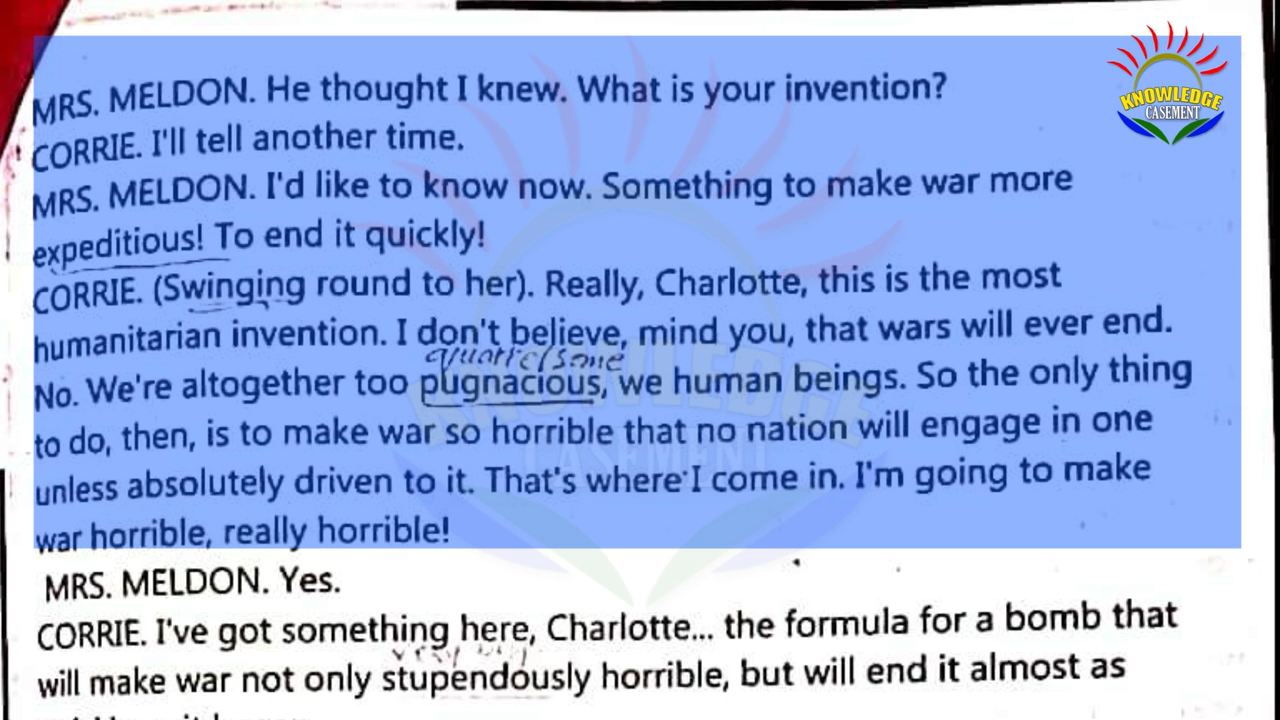 KNOWLEDGE
CASEMENT
MRS. MELDON. He thought I knew. What is your invention?
CORRIE. I'll tell another time.
MRS. MELDON. I'd like to know now. Something to make war more
expeditious! To end it quickly!
CORRIE. (Swinging round to her). Really, Charlotte, this is the most
humanitarian invention. I don't believe, mind you, that wars will ever end.
quarrelsome
No. We're altogether too pugnacious, we human beings. So the only thing
to do, then, is to make war so horrible that no nation will engage in one
unless absolutely driven to it. That's where I come in. I'm going to make
war horrible, really horrible!
MRS. MELDON. Yes.
CORRIE. I've got something here, Charlotte... the formula for a bomb that
very big
will make war not only stupendously horrible, but will end it almost as
KNOWLEDGE
CASEMENT